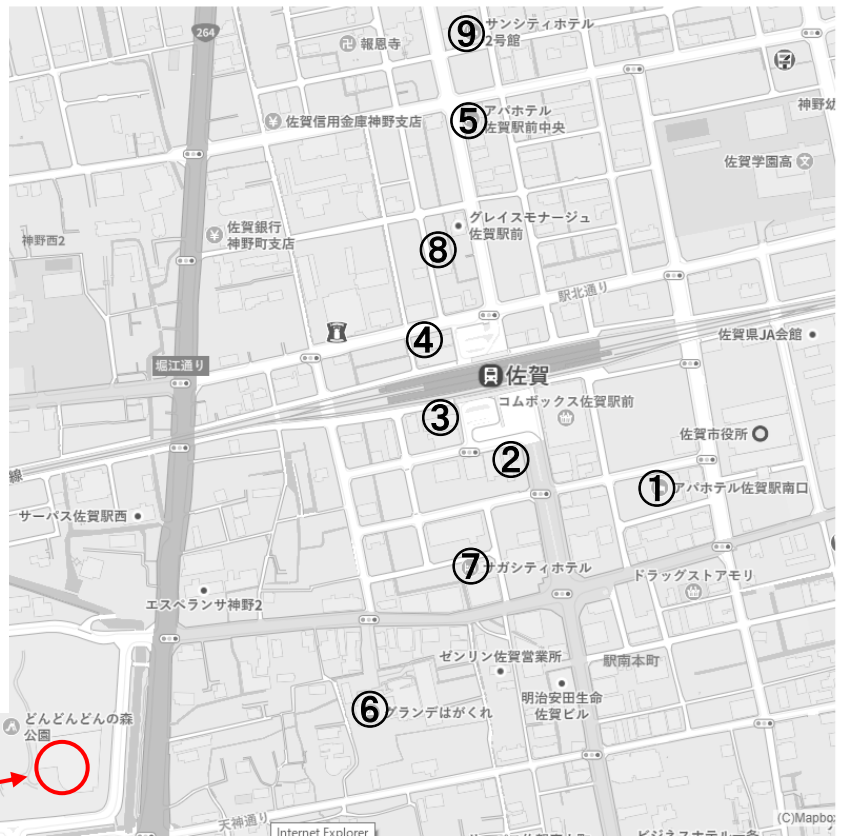 ⑨
サンシティホテル
2号館
264
卍 報恩寺
佐賀信用金庫神野支店
⑤
アパホテル
佐賀駅前中央
神野幼
佐賀学園高
文
佐賀銀行
神野町支店
神野西2
グレイスモナージュ
佐賀駅前
⑧
駅北通り
④
佐賀県JA会館
堀江通り
佐賀
③
コムボックス佐賀駅前
佐賀市役所
②
線
①
アパホテル佐賀駅南口
サーパス佐賀駅西
⑦
サガシティホテル
ドラッグストアモリ
エスペランサ神野2
ゼンリン佐賀営業所
駅南本町
明治安田生命
佐賀ビル
⑥
グランデはがくれ
どんどんどんの森
公園
天神通り
Internet Explorer
(C)Mapbo